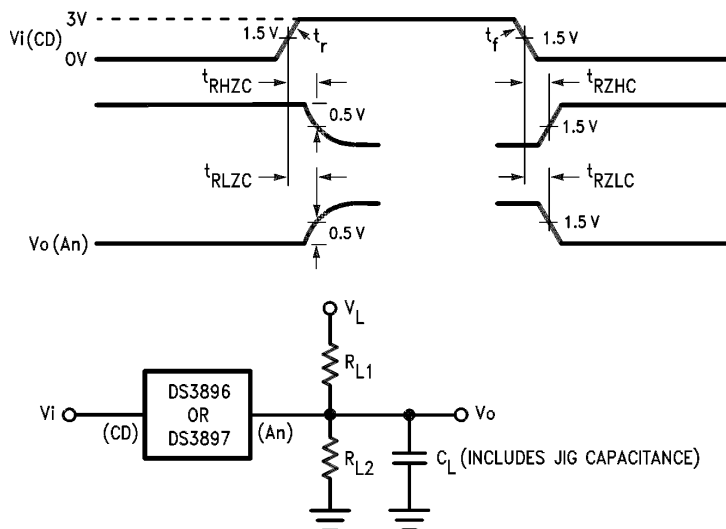 3V
Vi(CD)
1.5 V
tr
tf
1.5 V
0V
tRHZC
tRZHC
0.5 V
1.5 V
tRLZC
tRZLC
Vo(An)
0.5 V
1.5 V
VL
RL1
DS3896
OR
DS3897
Vi
(CD)
(An)
Vo
RL2
CL (INCLUDES JIG CAPACITANCE)